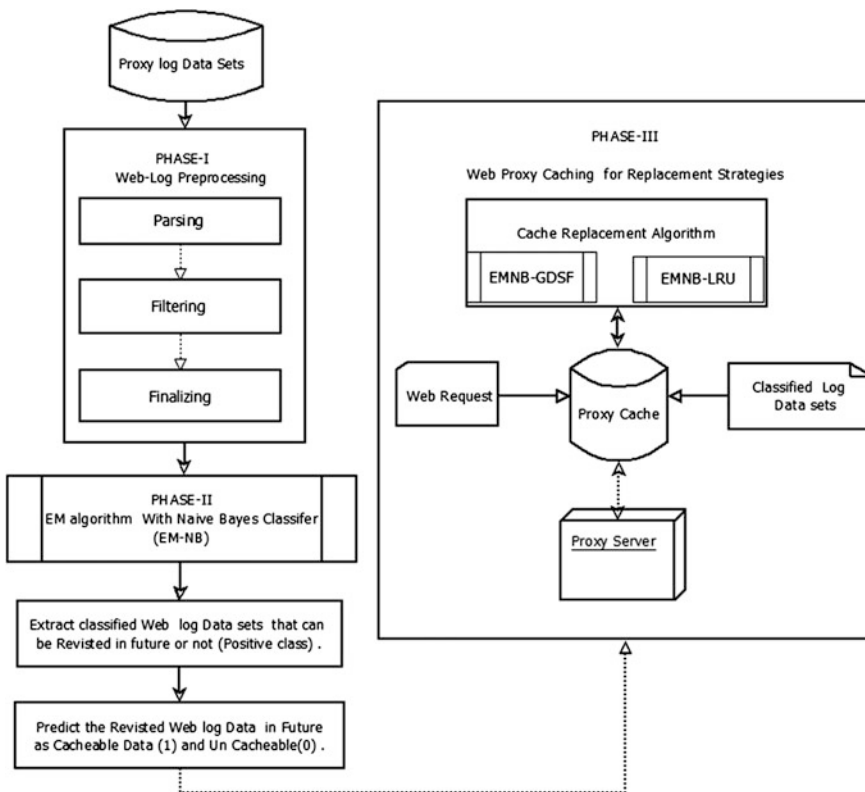 Proxy log Data Sets
PHASE-I
Web-Log Preprocessing
Parsing
Filtering
Finalizing
PHASE-II
EM algorithm With Naive Bayes Classifer
(EM-NB)
Extract classified Web log Data sets that can
be Revisted in future or not (Positive class) .
Predict the Revisted Web log Data in Future
as Cacheable Data (1) and Un Cacheable(0) .
PHASE-III
Web Proxy Caching for Replacement Strategies
Cache Replacement Algorithm
EMNB-GDSF
EMNB-LRU
Web Request
Proxy Cache
Classified Log
Data sets
Proxy Server